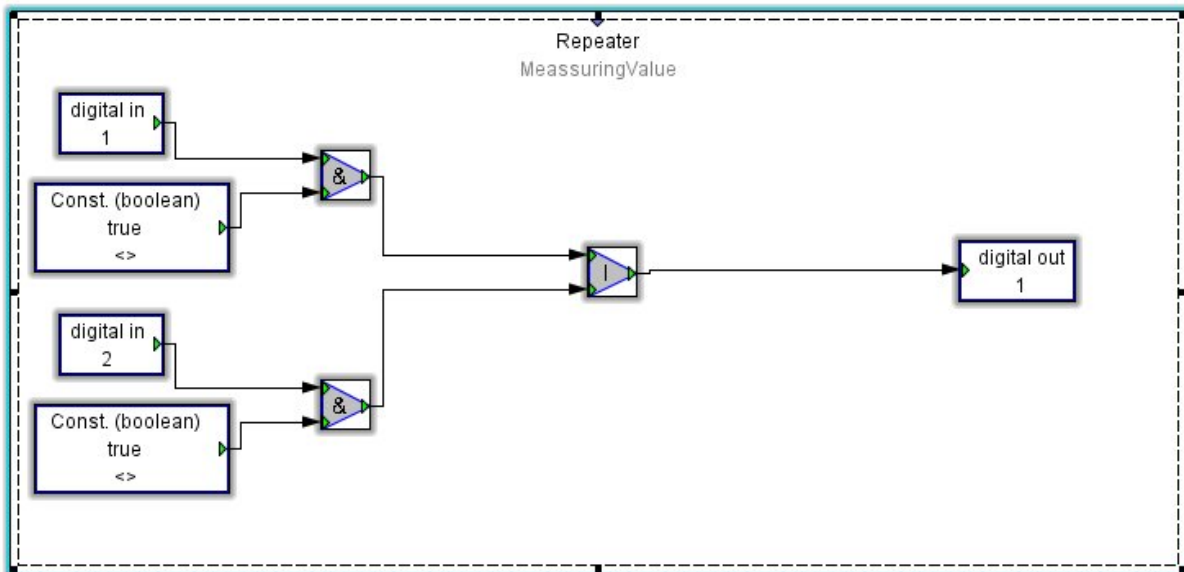 Repeater
MeassuringValue
digital in
1
Const. (boolean)
true
<>
&
|
digital out
1
digital in
2
Const. (boolean)
true
<>
&